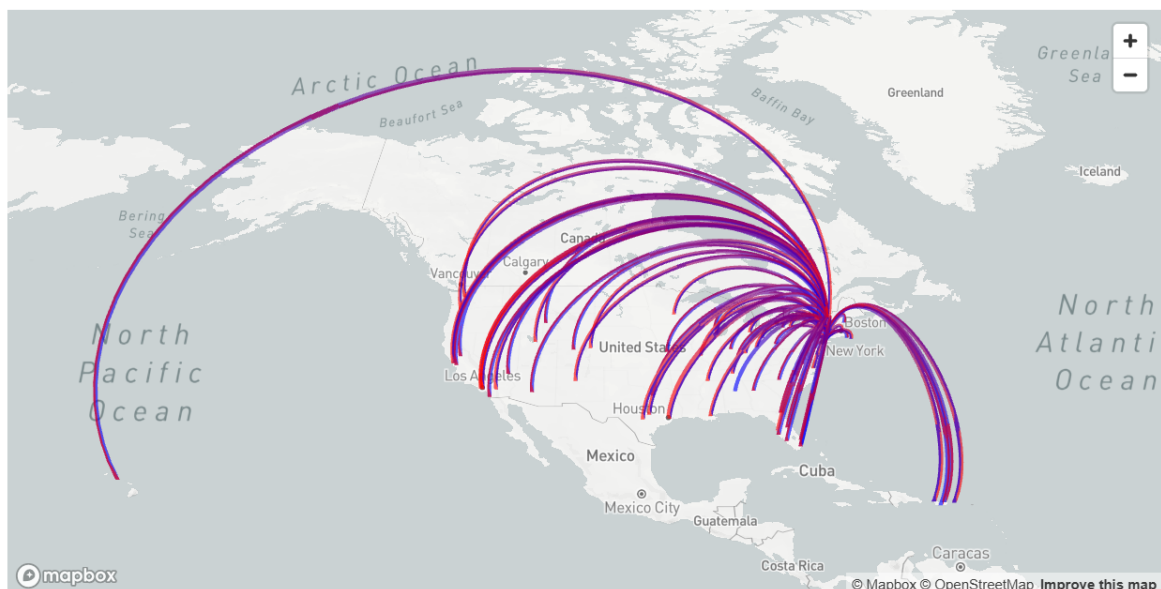 Arctic Ocean
Beaufort Sea
Baffin Bay
Greenland
Sea
Greenland
Iceland
Bering
Sea
Canada
Calgary
Vancouver
North
Pacific
Ocean
Boston
New York
United States
Los Angeles
Houston
North
Atlanti
Ocean
Mexico
Cuba
Mexico City
Guatemala
Costa Rica
Caracas
mapbox
© Mapbox © OpenStreetMap Improve this map
+
−